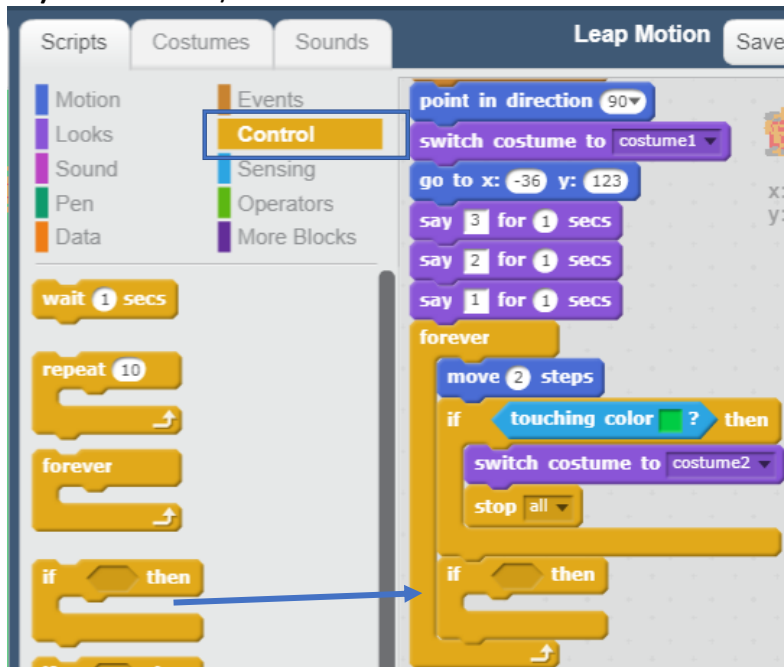 Scripts Costumes Sounds
Leap Motion Save
Motion Events
Looks Control
Sound Sensing
Pen Operators
Data More Blocks
wait 1 secs
repeat 10
forever
if then
point in direction 90
switch costume to costume1
go to x: -36 y: 123
say 3 for 1 secs
say 2 for 1 secs
say 1 for 1 secs
forever
move 2 steps
if touching color ? then
switch costume to costume2
stop all
if then
x:
y: